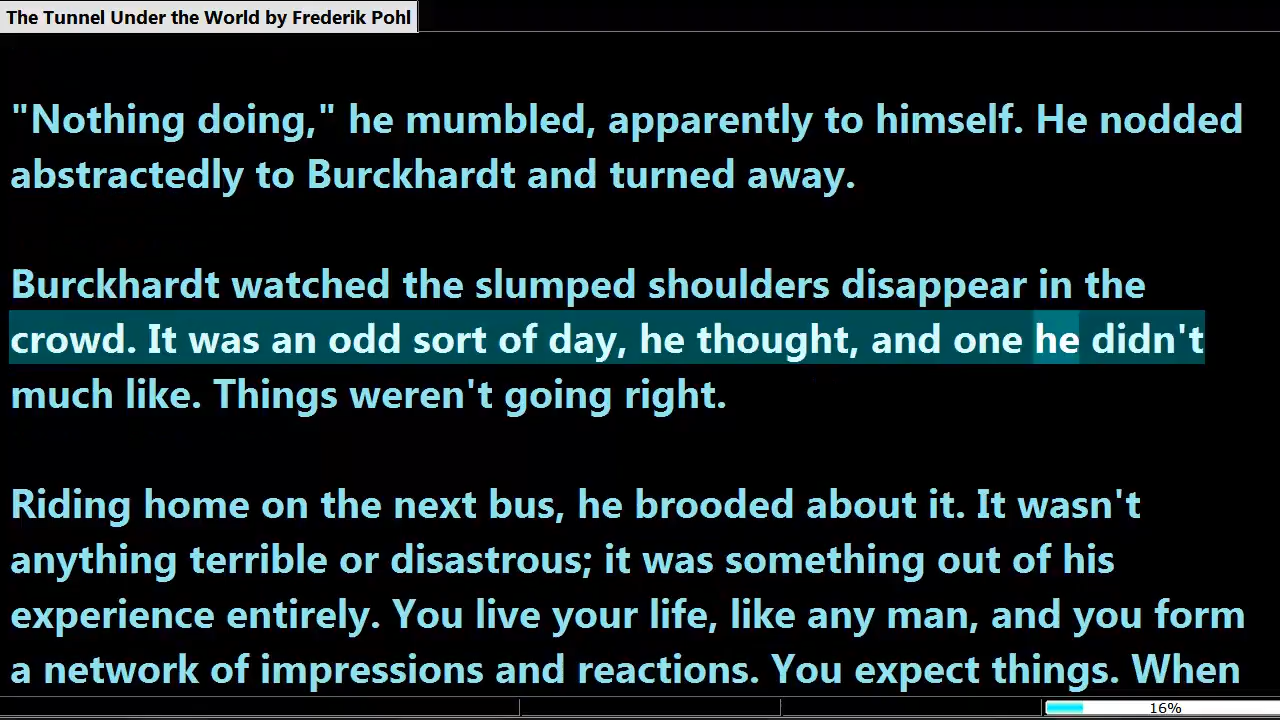 The Tunnel Under the World by Frederik Pohl
"Nothing doing," he mumbled, apparently to himself. He nodded
abstractedly to Burckhardt and turned away.
Burckhardt watched the slumped shoulders disappear in the
crowd. It was an odd sort of day, he thought, and one he didn't
much like. Things weren't going right.
Riding home on the next bus, he brooded about it. It wasn't
anything terrible or disastrous; it was something out of his
experience entirely. You live your life, like any man, and you form
a network of impressions and reactions. You expect things. When
16%